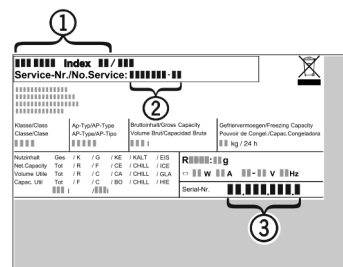 1
Index /
Service-Nr./No.Service: -
2
Klasse/Classe
Classe/Clase
Ap-Typ/AP-Type
AP-Type/AP-Tipo
Bruttoinhalt/Gross Capacity
Volume Brut/Capacidad Bruta
l
Gefriervermoegen/Freezing Capacity
Pouvoir de Congel./Capac.Congeladora
kg / 24 h
Nutzinhalt Ges / K / G / KE / KALT / EIS
Net.Capacity Tot / R / F / CE / CHILL / ICE
Volume Utile Tot / R / C / CA / CHILL / GLA
Capac. Util Tot / F / C / BO / CHILL / HIE
l / l
R : g
W A - V Hz
Serial-Nr. . . .
3